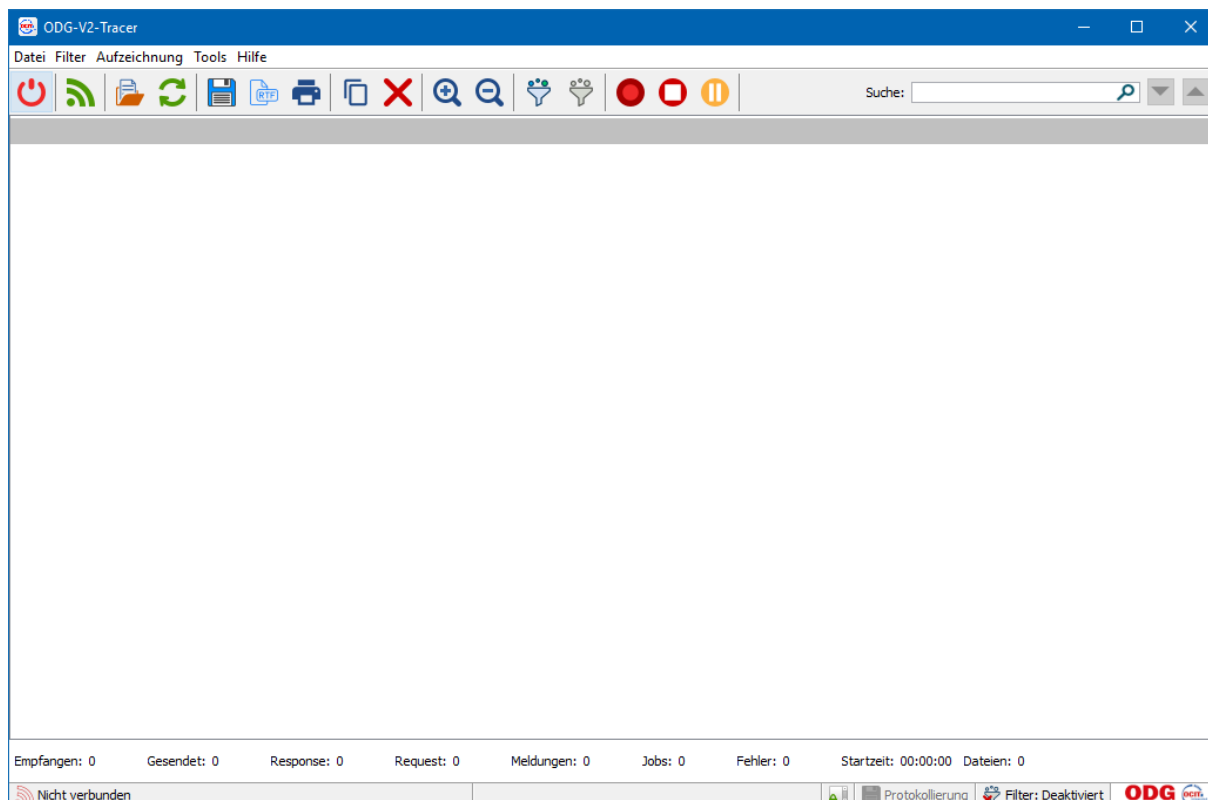 ODG-V2-Tracer
Datei Filter Aufzeichnung Tools Hilfe
RTF
Suche:
Empfangen: 0 Gesendet: 0 Response: 0 Request: 0 Meldungen: 0 Jobs: 0 Fehler: 0 Startzeit: 00:00:00 Dateien: 0
Nicht verbunden Protokollierung Filter: Deaktiviert ODG